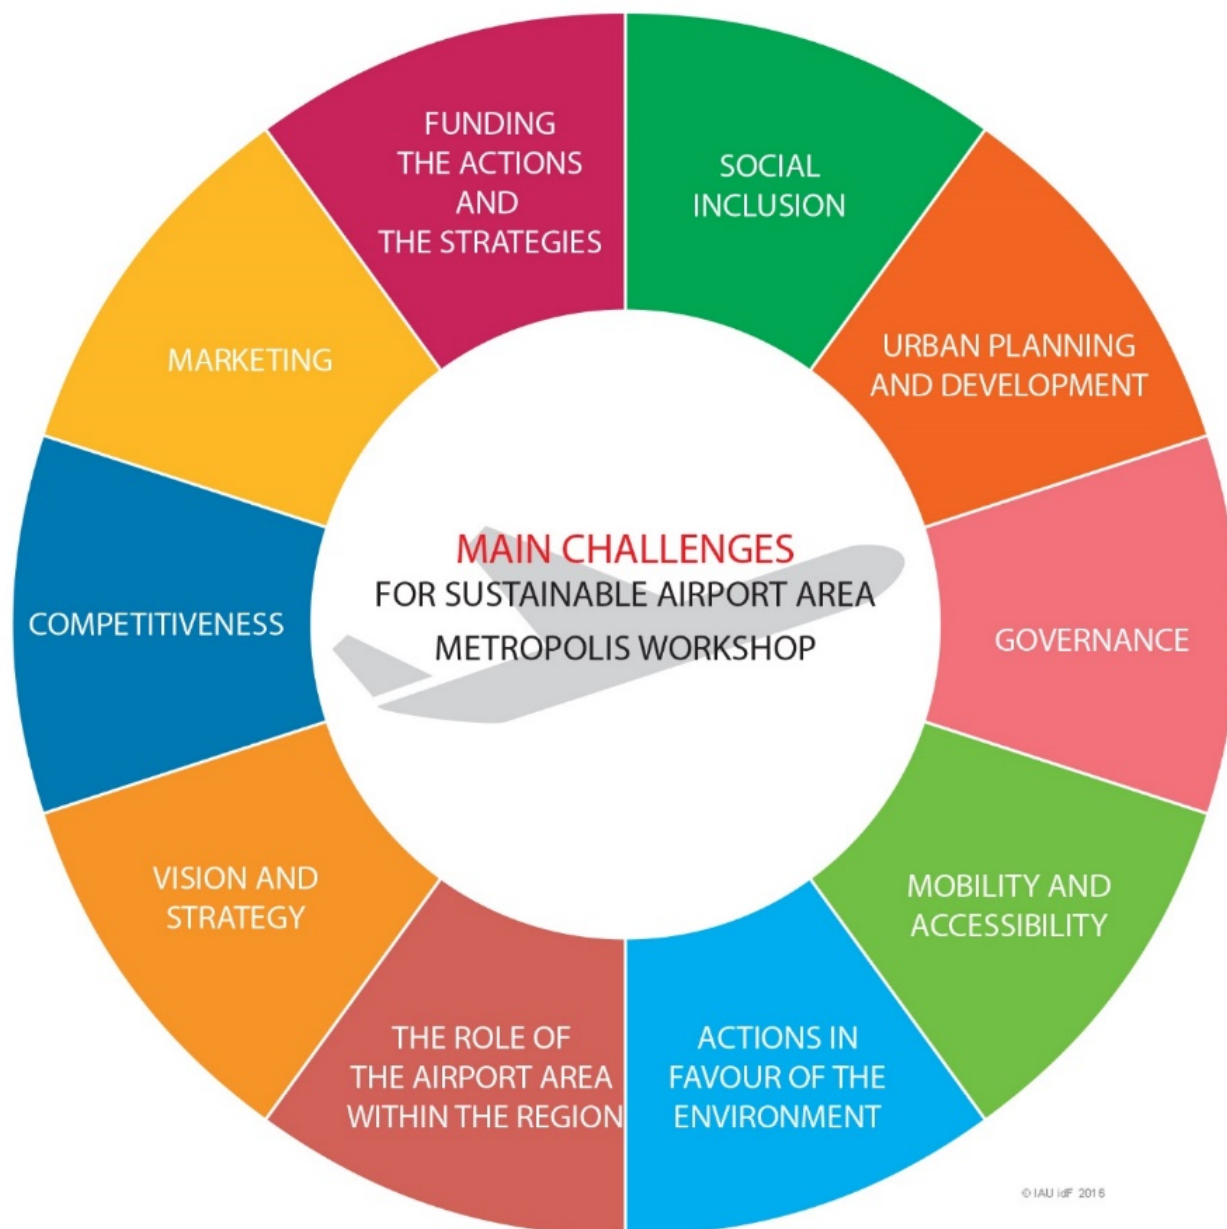 FUNDING
THE ACTIONS
AND
THE STRATEGIES
SOCIAL
INCLUSION
URBAN PLANNING
AND DEVELOPMENT
GOVERNANCE
MOBILITY AND
ACCESSIBILITY
ACTIONS IN
FAVOUR OF THE
ENVIRONMENT
THE ROLE OF
THE AIRPORT AREA
WITHIN THE REGION
VISION AND
STRATEGY
COMPETITIVENESS
MARKETING
MAIN CHALLENGES
FOR SUSTAINABLE AIRPORT AREA
METROPOLIS WORKSHOP
© IAU idF 2016